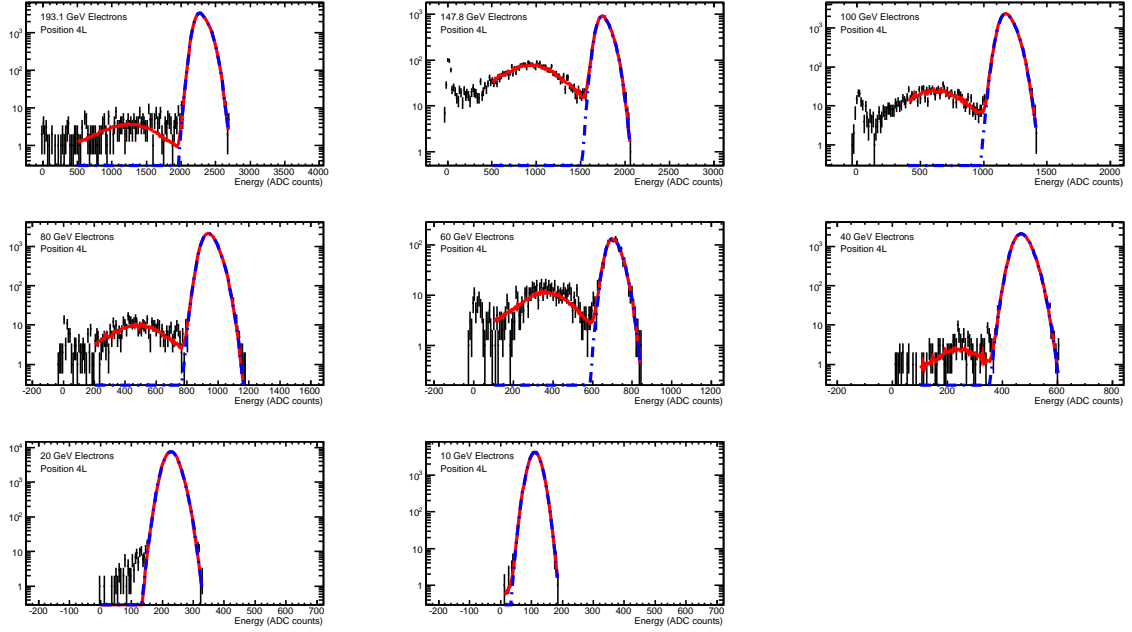 193.1 GeV Electrons
Position 4L
10³
10²
10
1
0 500 1000 1500 2000 2500 3000 3500 4000
Energy (ADC counts)
147.8 GeV Electrons
Position 4L
10³
10²
10
1
0 500 1000 1500 2000 2500 3000
Energy (ADC counts)
100 GeV Electrons
Position 4L
10³
10²
10
1
0 500 1000 1500 2000
Energy (ADC counts)
80 GeV Electrons
Position 4L
10³
10²
10
1
-200 0 200 400 600 800 1000 1200 1400 1600
Energy (ADC counts)
60 GeV Electrons
Position 4L
10²
10
1
-200 0 200 400 600 800 1000 1200
Energy (ADC counts)
40 GeV Electrons
Position 4L
10³
10²
10
1
-200 0 200 400 600 800
Energy (ADC counts)
20 GeV Electrons
Position 4L
10⁴
10³
10²
10
1
-200 -100 0 100 200 300 400 500 600 700
Energy (ADC counts)
10 GeV Electrons
Position 4L
10³
10²
10
1
-200 -100 0 100 200 300 400 500 600 700
Energy (ADC counts)